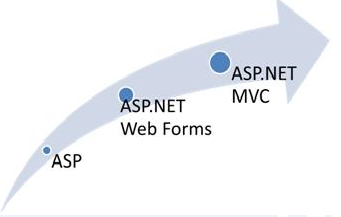 ASP
ASP.NET
Web Forms
ASP.NET
MVC